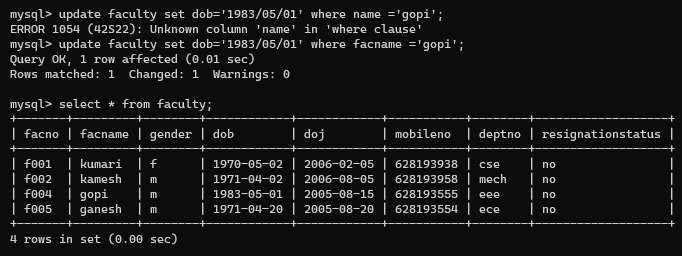 mysql> update faculty set dob='1983/05/01' where name ='gopi';
ERROR 1054 (42S22): Unknown column 'name' in 'where clause'
mysql> update faculty set dob='1983/05/01' where facname ='gopi';
Query OK, 1 row affected (0.01 sec)
Rows matched: 1  Changed: 1  Warnings: 0
mysql> select * from faculty;
| facno | facname | gender | dob        | doj        | mobileno  | deptno | resignationstatus |
| f001  | kumari  | f      | 1970-05-02 | 2006-02-05 | 628193938 | cse    | no                |
| f002  | kamesh  | m      | 1971-04-02 | 2006-08-05 | 628193958 | mech   | no                |
| f004  | gopi    | m      | 1983-05-01 | 2005-08-15 | 628193555 | eee    | no                |
| f005  | ganesh  | m      | 1971-04-20 | 2005-08-20 | 628193554 | ece    | no                |
4 rows in set (0.00 sec)